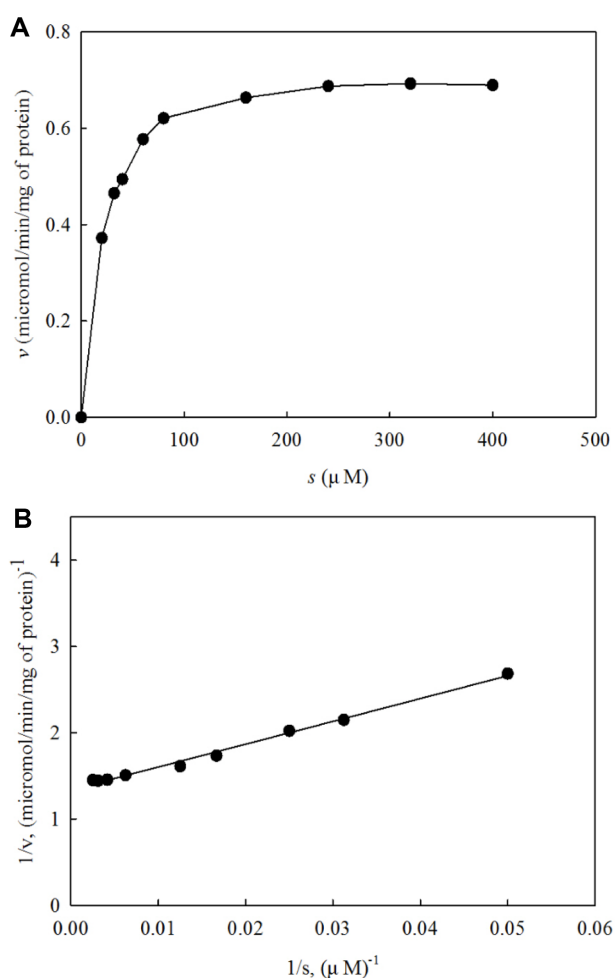 A
0.8
0.6
0.4
0.2
0.0
v (micromol/min/mg of protein)
0 100 200 300 400 500
s (μ M)
B
4
3
2
1
0
1/v, (micromol/min/mg of protein)⁻¹
0.00 0.01 0.02 0.03 0.04 0.05 0.06
1/s, (μ M)⁻¹